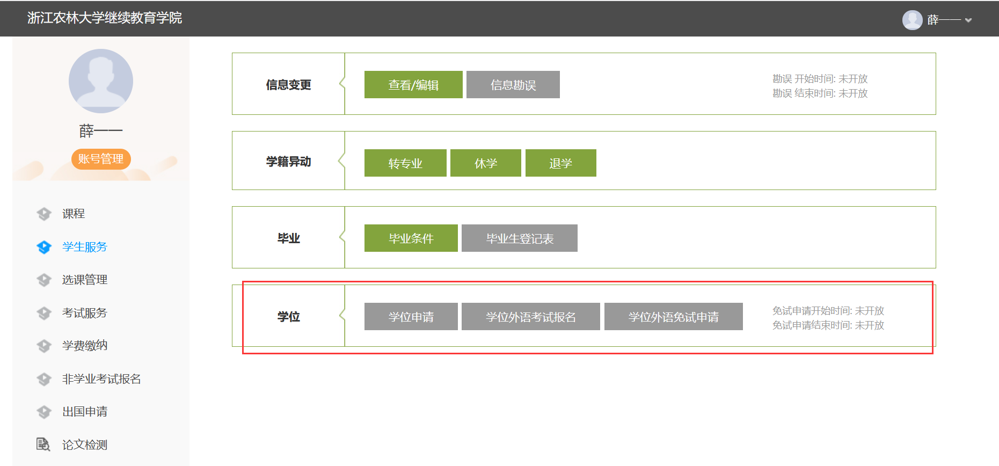 浙江农林大学继续教育学院
薛一一
薛一一
账号管理
课程
学生服务
选课管理
考试服务
学费缴纳
非学业考试报名
出国申请
论文检测
信息变更
查看/编辑
信息勘误
勘误 开始时间: 未开放
勘误 结束时间: 未开放
学籍异动
转专业
休学
退学
毕业
毕业条件
毕业生登记表
学位
学位申请
学位外语考试报名
学位外语免试申请
免试申请开始时间: 未开放
免试申请结束时间: 未开放